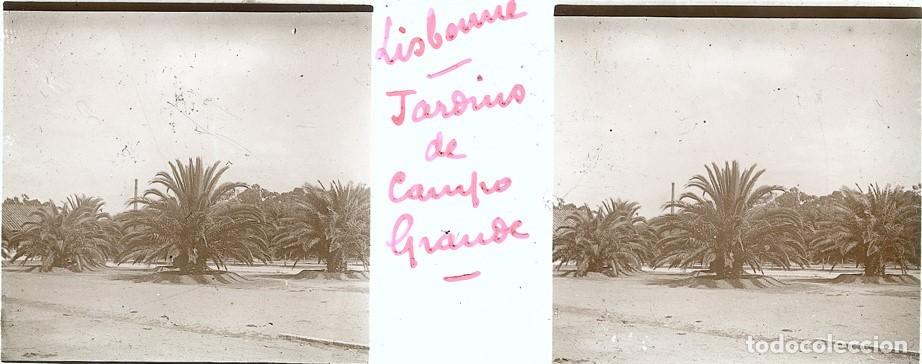 Lisbonne
Jardins
de
Campo
Grande
todocoleccion